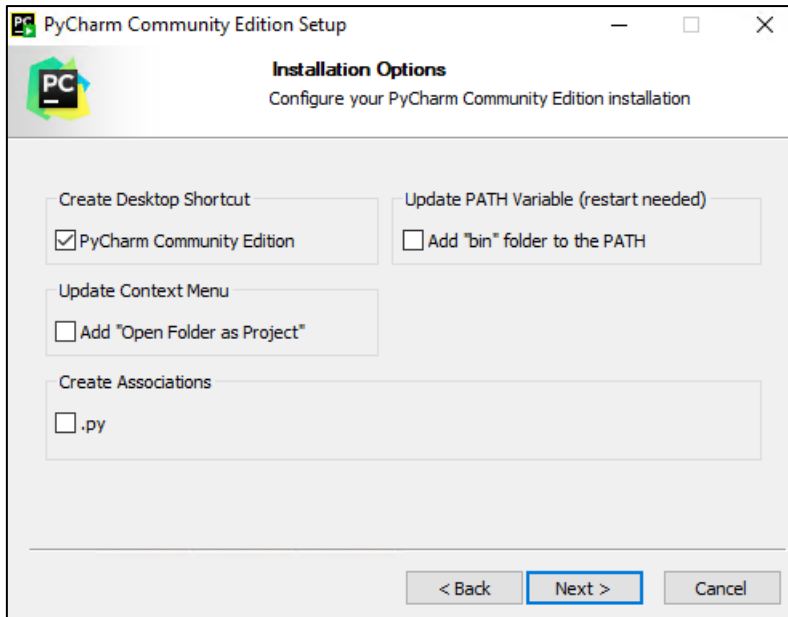 PyCharm Community Edition Setup
PC
Installation Options
Configure your PyCharm Community Edition installation
Create Desktop Shortcut
PyCharm Community Edition
Update PATH Variable (restart needed)
Add "bin" folder to the PATH
Update Context Menu
Add "Open Folder as Project"
Create Associations
.py
< Back
Next >
Cancel